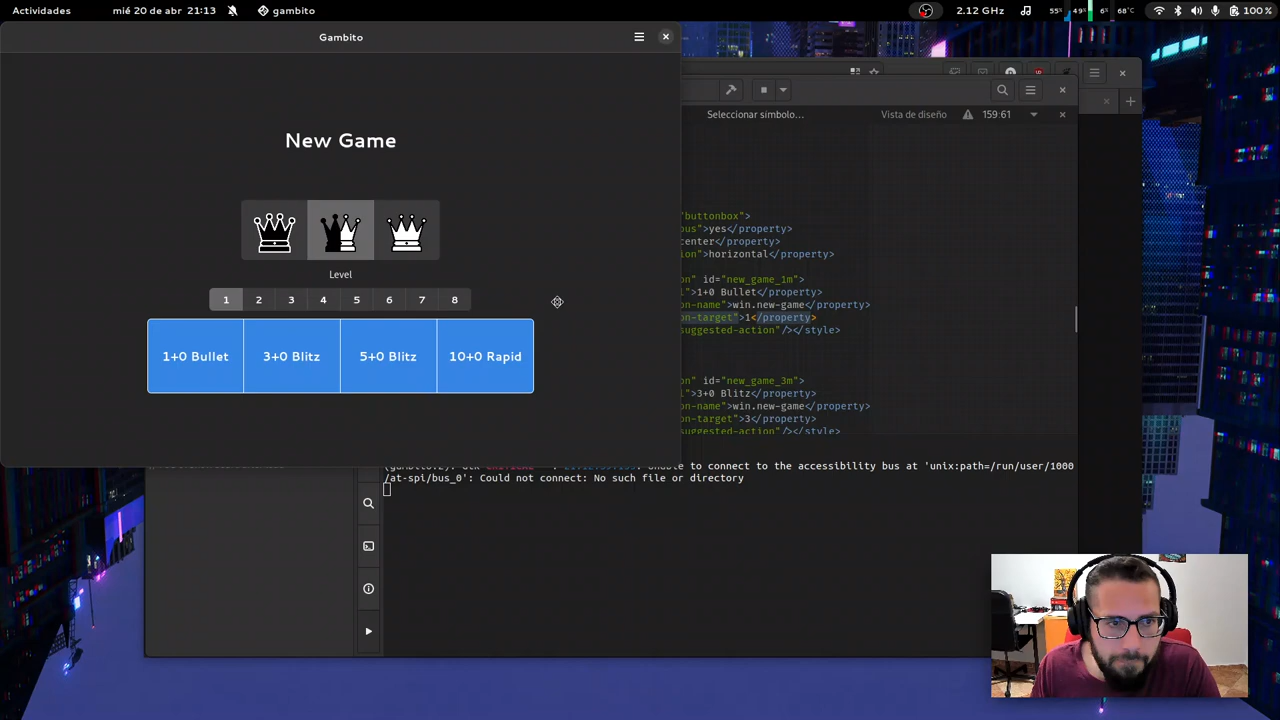 Actividades
mié 20 de abr 21:13
gambito
2.12 GHz
55%
49%
6%
68°C
100 %
Gambito
New Game
Level
1 2 3 4 5 6 7 8
1+0 Bullet
3+0 Blitz
5+0 Blitz
10+0 Rapid
Seleccionar símbolo…
Vista de diseño
159:61
"buttonbox">
us">yes</property>
center</property>
ion">horizontal</property>
on" id="new_game_1m">
l">1+0 Bullet</property>
on-name">win.new-game</property>
on-target">1</property>
suggested-action"/></style>
on" id="new_game_3m">
l">3+0 Blitz</property>
on-name">win.new-game</property>
on-target">3</property>
suggested-action"/></style>
Unable to connect to the accessibility bus at 'unix:path=/run/user/1000
/at-spi/bus_0': Could not connect: No such file or directory